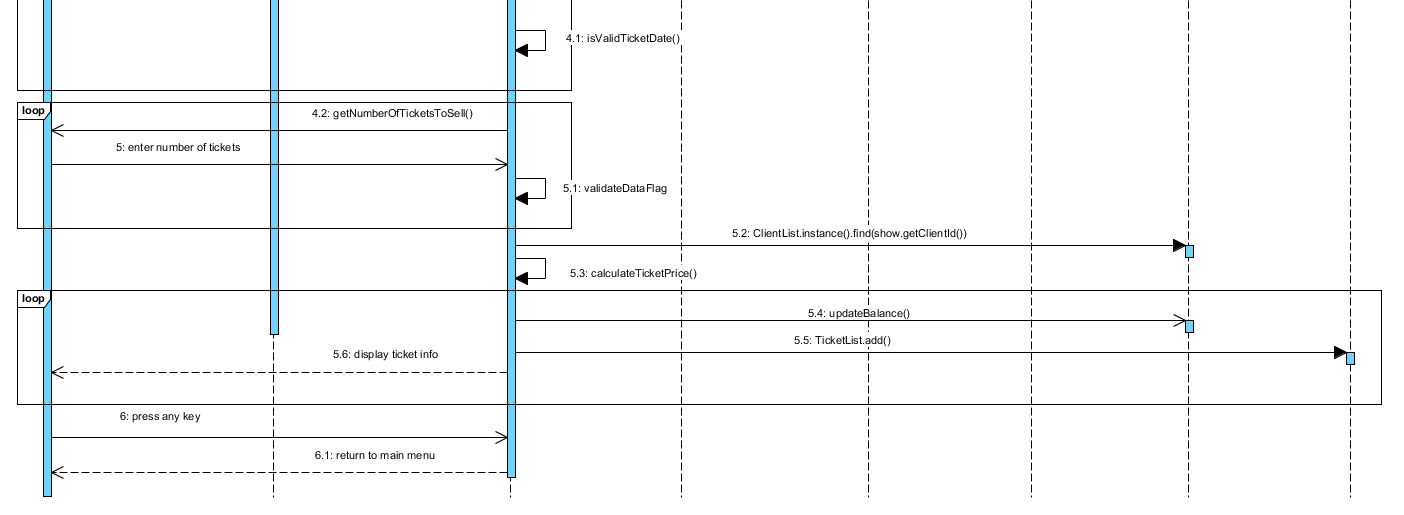 4.1: isValidTicketDate()
loop
4.2: getNumberOfTicketsToSell()
5: enter number of tickets
5.1: validateDataFlag
5.2: ClientList.instance().find(show.getClientId())
5.3: calculateTicketPrice()
loop
5.4: updateBalance()
5.5: TicketList.add()
5.6: display ticket info
6: press any key
6.1: return to main menu